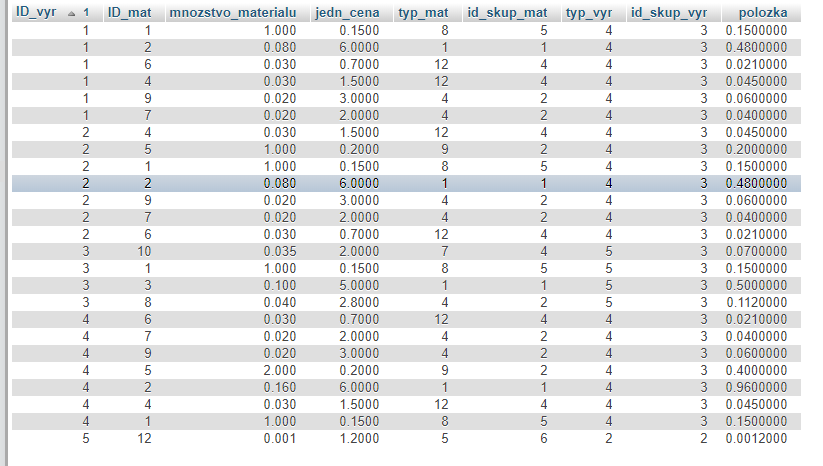 ID_vyr 1 ID_mat mnozstvo_materialu jedn_cena typ_mat id_skup_mat typ_vyr id_skup_vyr polozka
1 1 1.000 0.1500 8 5 4 3 0.1500000
1 2 0.080 6.0000 1 1 4 3 0.4800000
1 6 0.030 0.7000 12 4 4 3 0.0210000
1 4 0.030 1.5000 12 4 4 3 0.0450000
1 9 0.020 3.0000 4 2 4 3 0.0600000
1 7 0.020 2.0000 4 2 4 3 0.0400000
2 4 0.030 1.5000 12 4 4 3 0.0450000
2 5 1.000 0.2000 9 2 4 3 0.2000000
2 1 1.000 0.1500 8 5 4 3 0.1500000
2 2 0.080 6.0000 1 1 4 3 0.4800000
2 9 0.020 3.0000 4 2 4 3 0.0600000
2 7 0.020 2.0000 4 2 4 3 0.0400000
2 6 0.030 0.7000 12 4 4 3 0.0210000
3 10 0.035 2.0000 7 4 5 3 0.0700000
3 1 1.000 0.1500 8 5 5 3 0.1500000
3 3 0.100 5.0000 1 1 5 3 0.5000000
3 8 0.040 2.8000 4 2 5 3 0.1120000
4 6 0.030 0.7000 12 4 4 3 0.0210000
4 7 0.020 2.0000 4 2 4 3 0.0400000
4 9 0.020 3.0000 4 2 4 3 0.0600000
4 5 2.000 0.2000 9 2 4 3 0.4000000
4 2 0.160 6.0000 1 1 4 3 0.9600000
4 4 0.030 1.5000 12 4 4 3 0.0450000
4 1 1.000 0.1500 8 5 4 3 0.1500000
5 12 0.001 1.2000 5 6 2 2 0.0012000